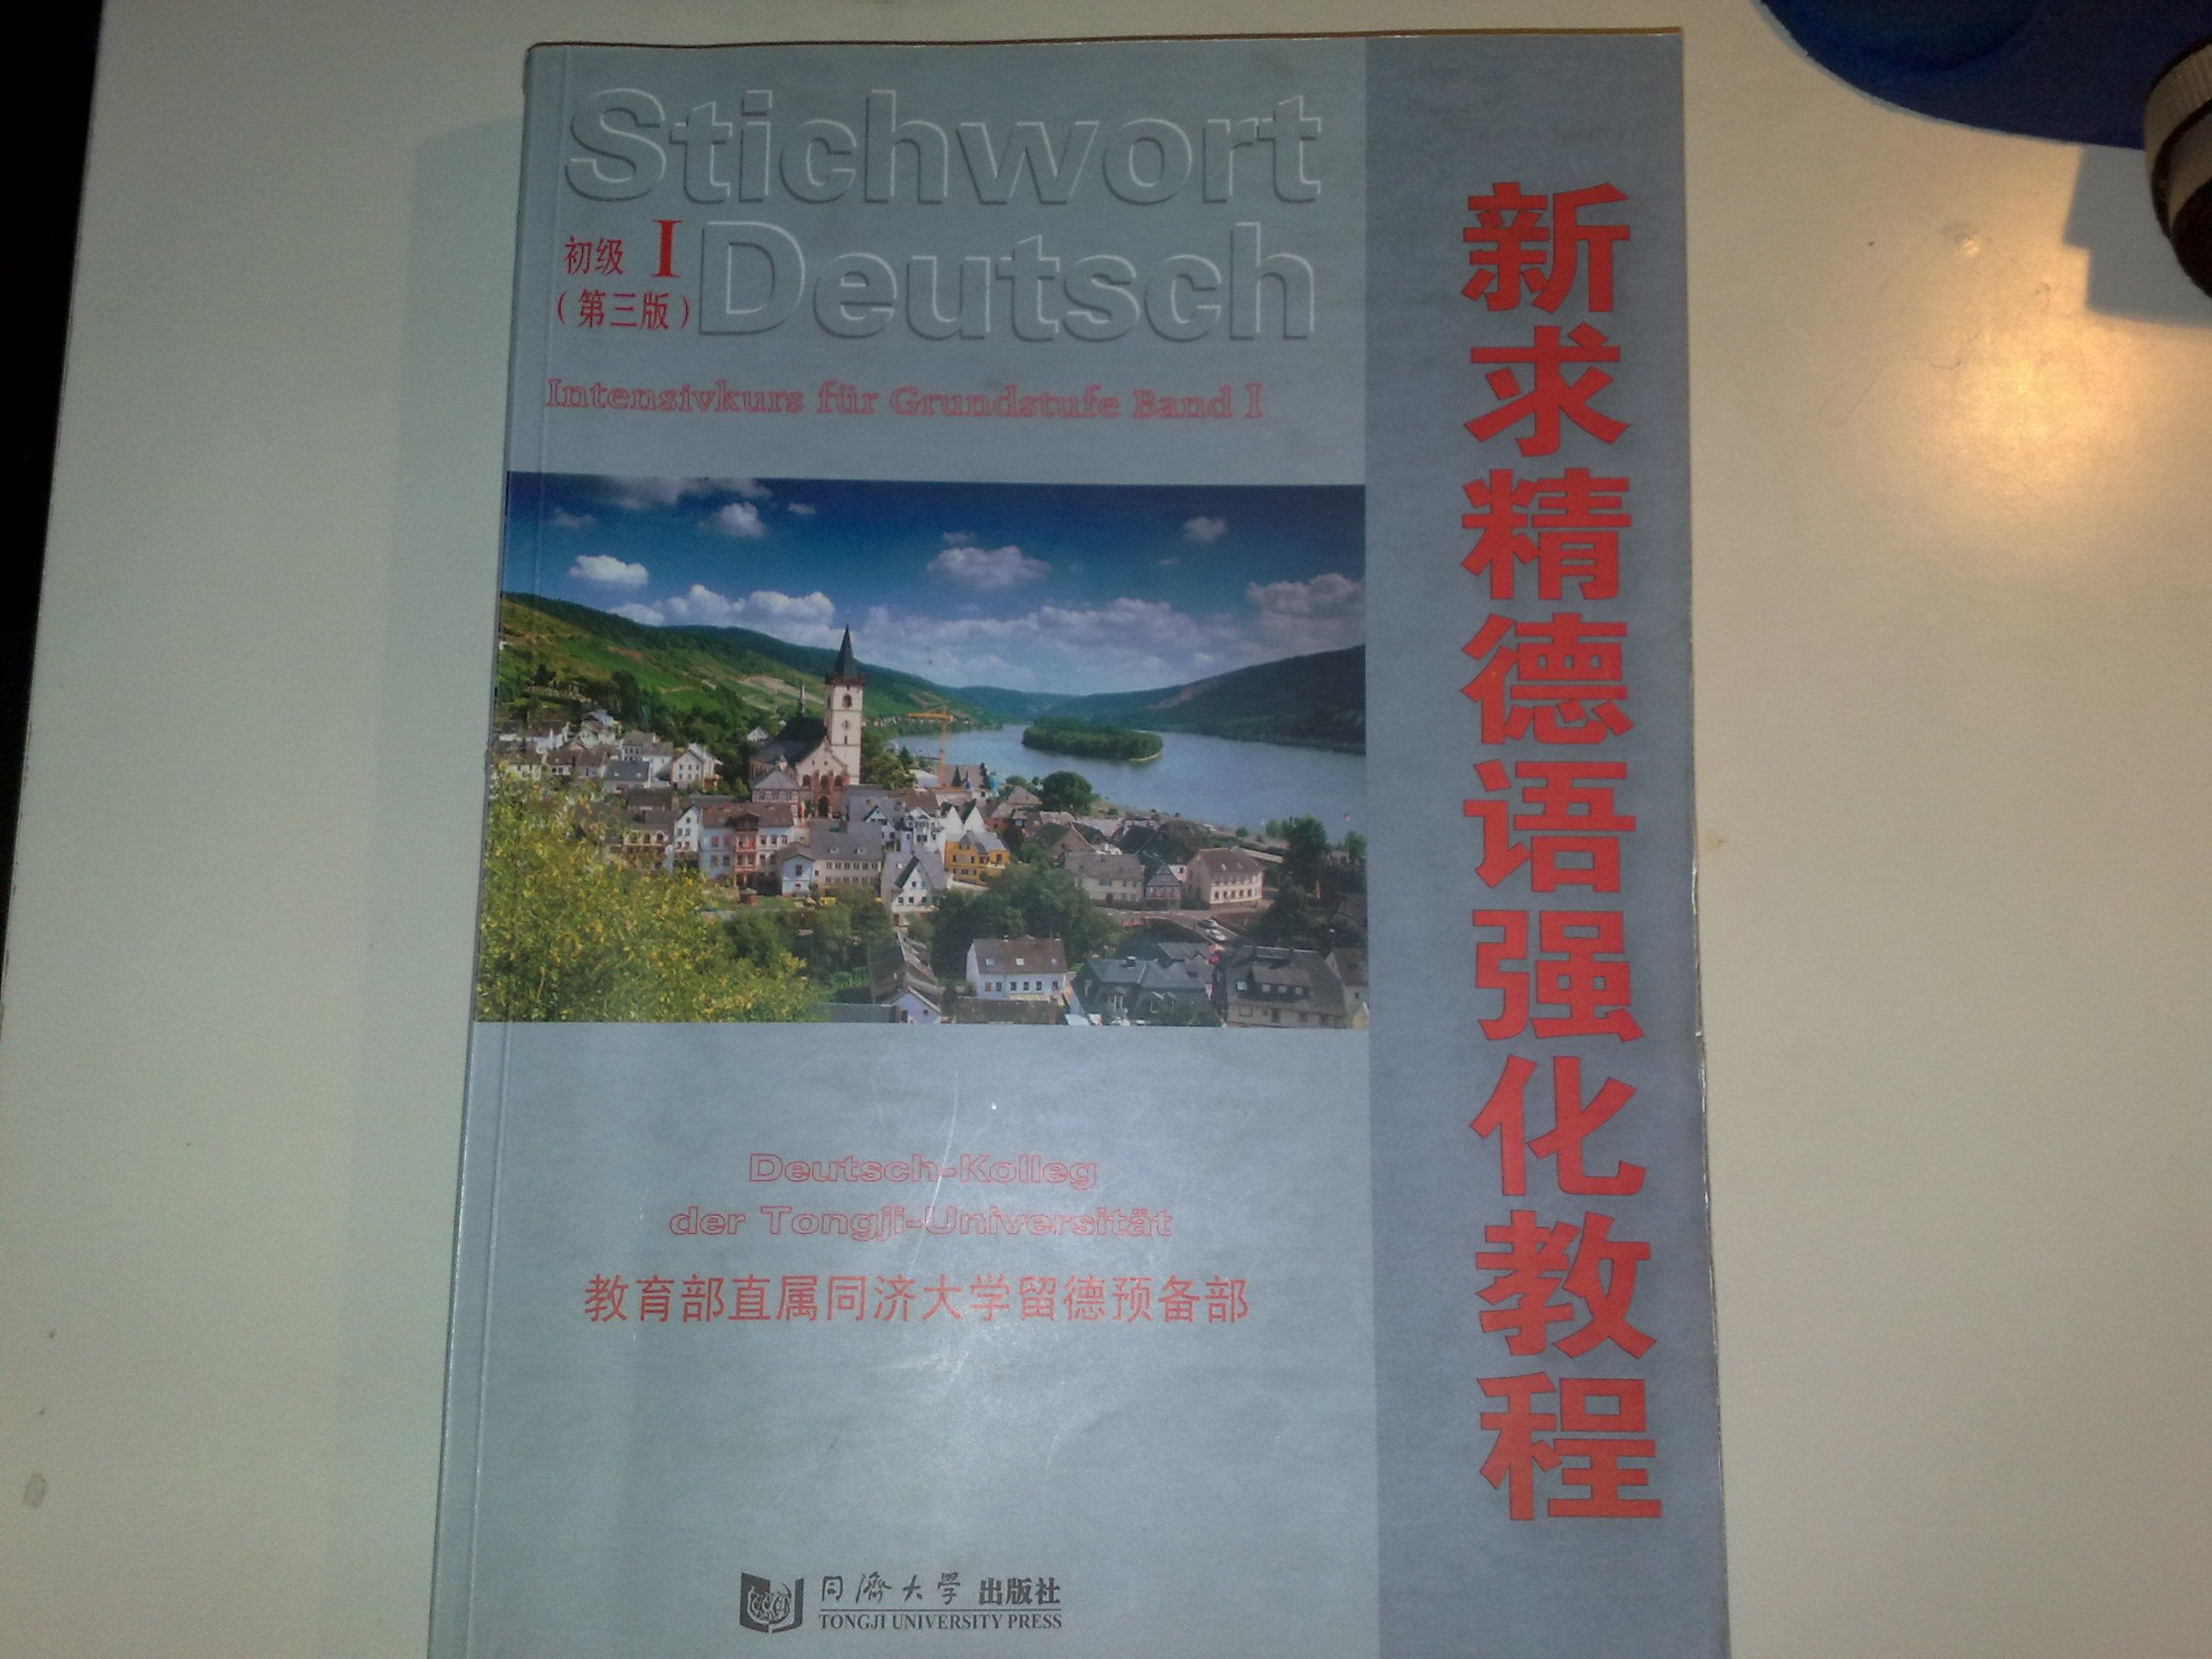 Stichwort
Deutsch
初级 I
（第三版）
Intensivkurs für Grundstufe Band I
新求精德语强化教程
Deutsch-Kolleg
der Tongji-Universität
教育部直属同济大学留德预备部
同濟大学 出版社
TONGJI UNIVERSITY PRESS